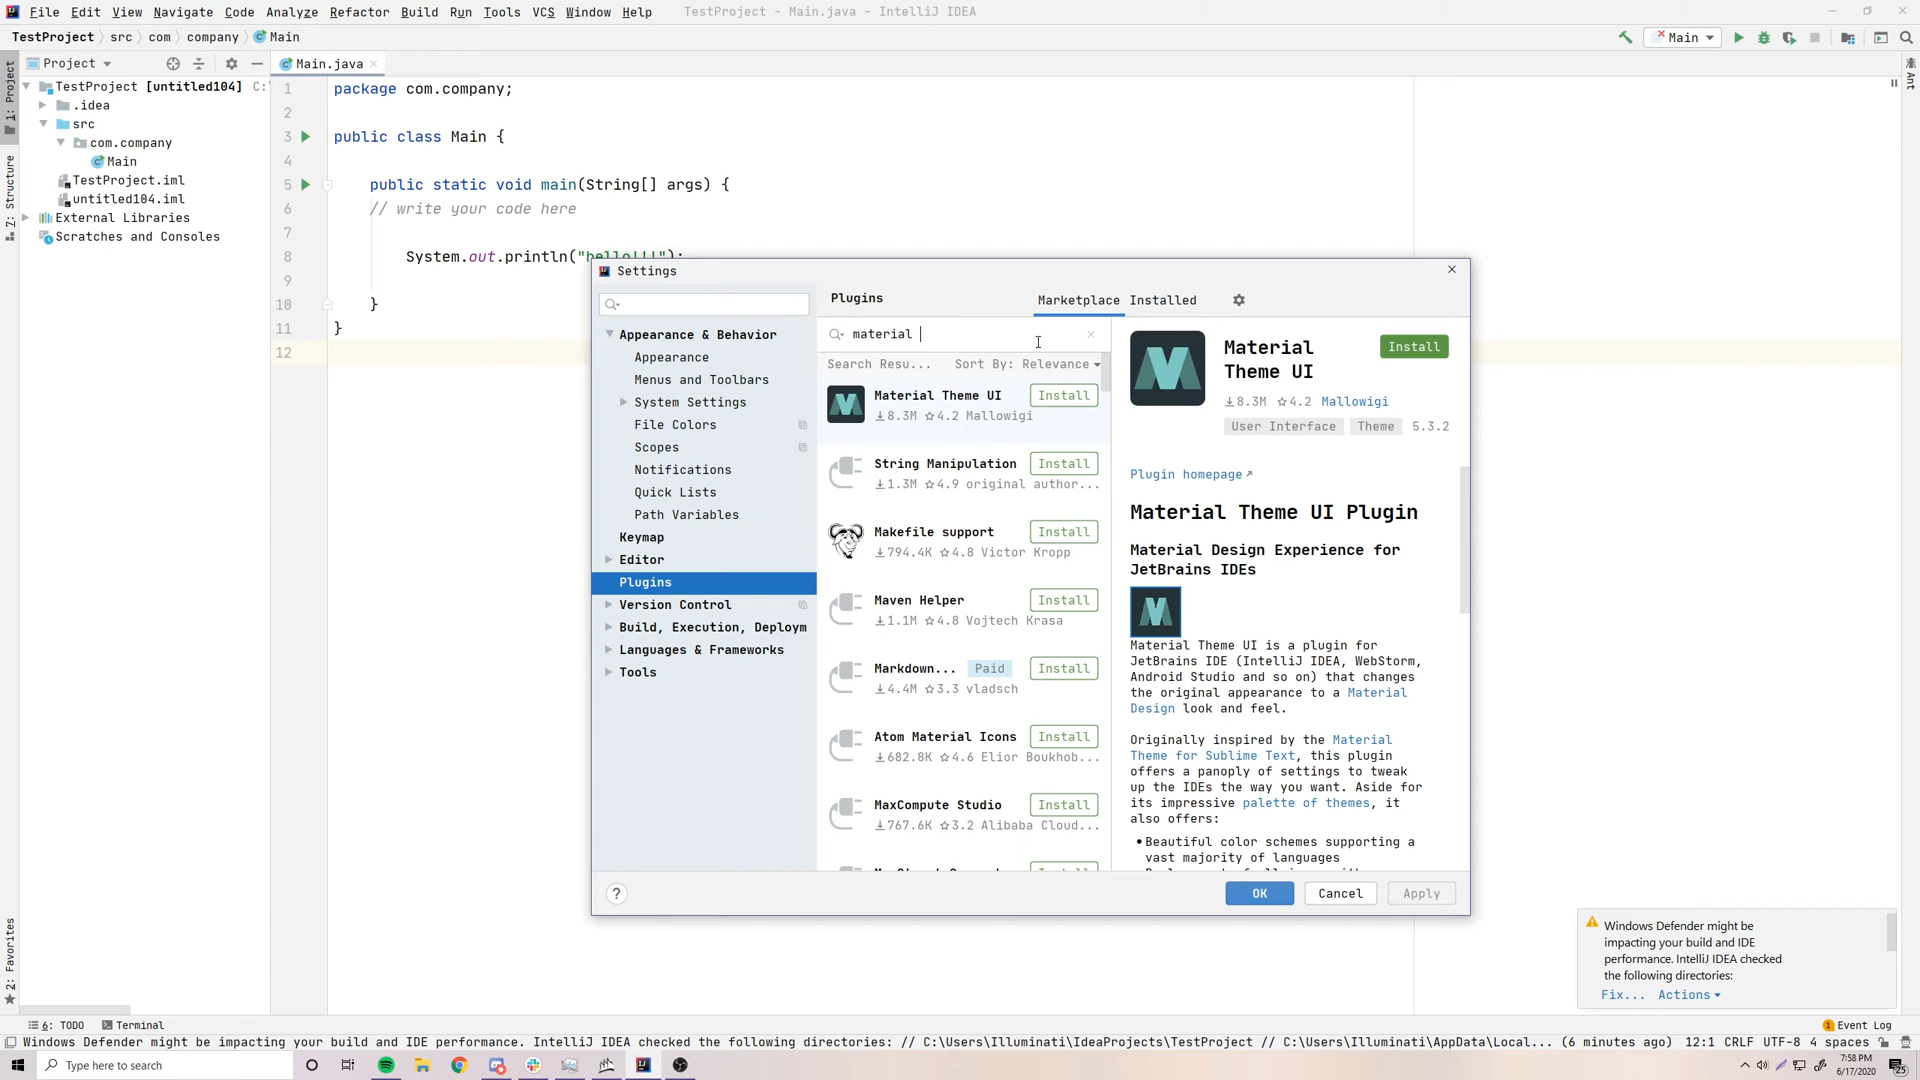 File Edit View Navigate Code Analyze Refactor Build Run Tools VCS Window Help TestProject - Main.java - IntelliJ IDEA
TestProject src com company Main
Main
1: Project
7: Structure
2: Favorites
Ant
Project
Main.java
TestProject [untitled104] C:
.idea
src
com.company
Main
TestProject.iml
untitled104.iml
External Libraries
Scratches and Consoles
1 package com.company;
2
3 public class Main {
4
5 public static void main(String[] args) {
6 // write your code here
7
8 System.out.println("hello!!!");
9
10 }
11 }
12
Settings
Appearance & Behavior
Appearance
Menus and Toolbars
System Settings
File Colors
Scopes
Notifications
Quick Lists
Path Variables
Keymap
Editor
Plugins
Version Control
Build, Execution, Deploym
Languages & Frameworks
Tools
Plugins Marketplace Installed
material
Search Resu... Sort By: Relevance
Material Theme UI Install
8.3M 4.2 Mallowigi
String Manipulation Install
1.3M 4.9 original author...
Makefile support Install
794.4K 4.8 Victor Kropp
Maven Helper Install
1.1M 4.8 Vojtech Krasa
Markdown... Paid Install
4.4M 3.3 vladsch
Atom Material Icons Install
682.8K 4.6 Elior Boukhob...
MaxCompute Studio Install
767.6K 3.2 Alibaba Cloud...
Material
Theme UI
Install
8.3M 4.2 Mallowigi
User Interface Theme 5.3.2
Plugin homepage
Material Theme UI Plugin
Material Design Experience for
JetBrains IDEs
Material Theme UI is a plugin for
JetBrains IDE (IntelliJ IDEA, WebStorm,
Android Studio and so on) that changes
the original appearance to a Material
Design look and feel.
Originally inspired by the Material
Theme for Sublime Text, this plugin
offers a panoply of settings to tweak
up the IDEs the way you want. Aside for
its impressive palette of themes, it
also offers:
•Beautiful color schemes supporting a
vast majority of languages
? OK Cancel Apply
Windows Defender might be
impacting your build and IDE
performance. IntelliJ IDEA checked
the following directories:
Fix... Actions
6: TODO Terminal 1 Event Log
Windows Defender might be impacting your build and IDE performance. IntelliJ IDEA checked the following directories: // C:\Users\Illuminati\IdeaProjects\TestProject // C:\Users\Illuminati\AppData\Local... (6 minutes ago) 12:1 CRLF UTF-8 4 spaces
Type here to search
7:58 PM
6/17/2020
25